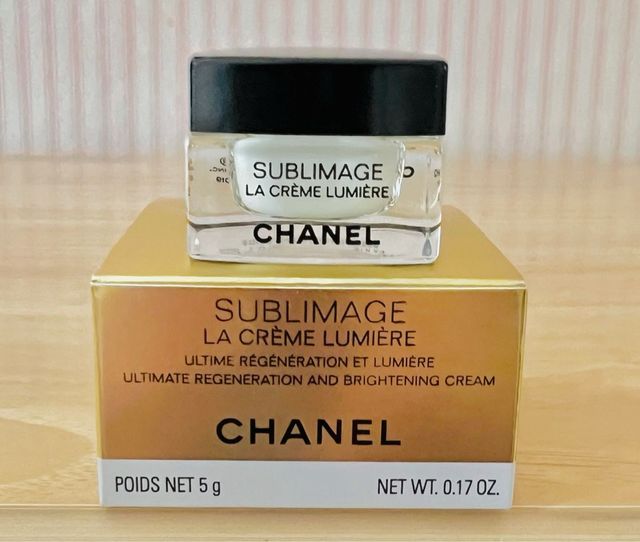 SUBLIMAGE
LA CRÈME LUMIÈRE
CHANEL
SUBLIMAGE
LA CRÈME LUMIÈRE
ULTIME RÉGÉNÉRATION ET LUMIÈRE
ULTIMATE REGENERATION AND BRIGHTENING CREAM
CHANEL
POIDS NET 5 g NET WT. 0.17 OZ.